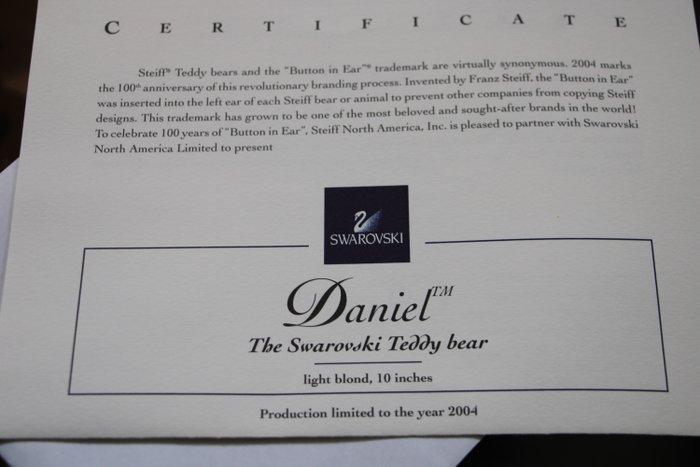 CERTIFICATE
Steiff® Teddy bears and the "Button in Ear"® trademark are virtually synonymous. 2004 marks
the 100th anniversary of this revolutionary branding process. Invented by Franz Steiff, the "Button in Ear"
was inserted into the left ear of each Steiff bear or animal to prevent other companies from copying Steiff
designs. This trademark has grown to be one of the most beloved and sought-after brands in the world!
To celebrate 100 years of "Button in Ear", Steiff North America, Inc. is pleased to partner with Swarovski
North America Limited to present
SWAROVSKI
Daniel™
The Swarovski Teddy bear
light blond, 10 inches
Production limited to the year 2004